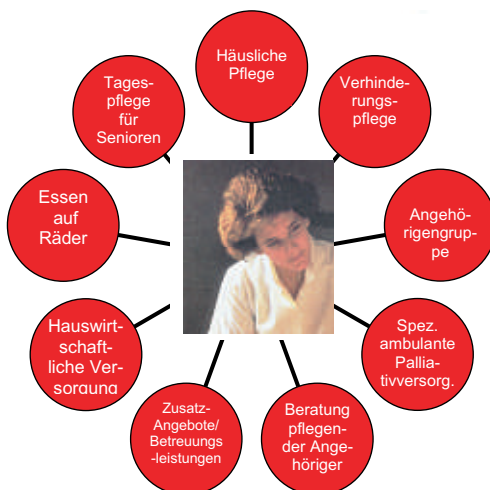 Häusliche
Pflege
Verhinde-
rungs-
pflege
Angehö-
rigengrup-
pe
Spez.
ambulante
Pallia-
tivversorg.
Beratung
pflegen-
der Ange-
höriger
Zusatz-
Angebote/
Betreuungs
-leistungen
Hauswirt-
schaft-
liche Ver-
sorgung
Essen
auf
Räder
Tages-
pflege
für
Senioren